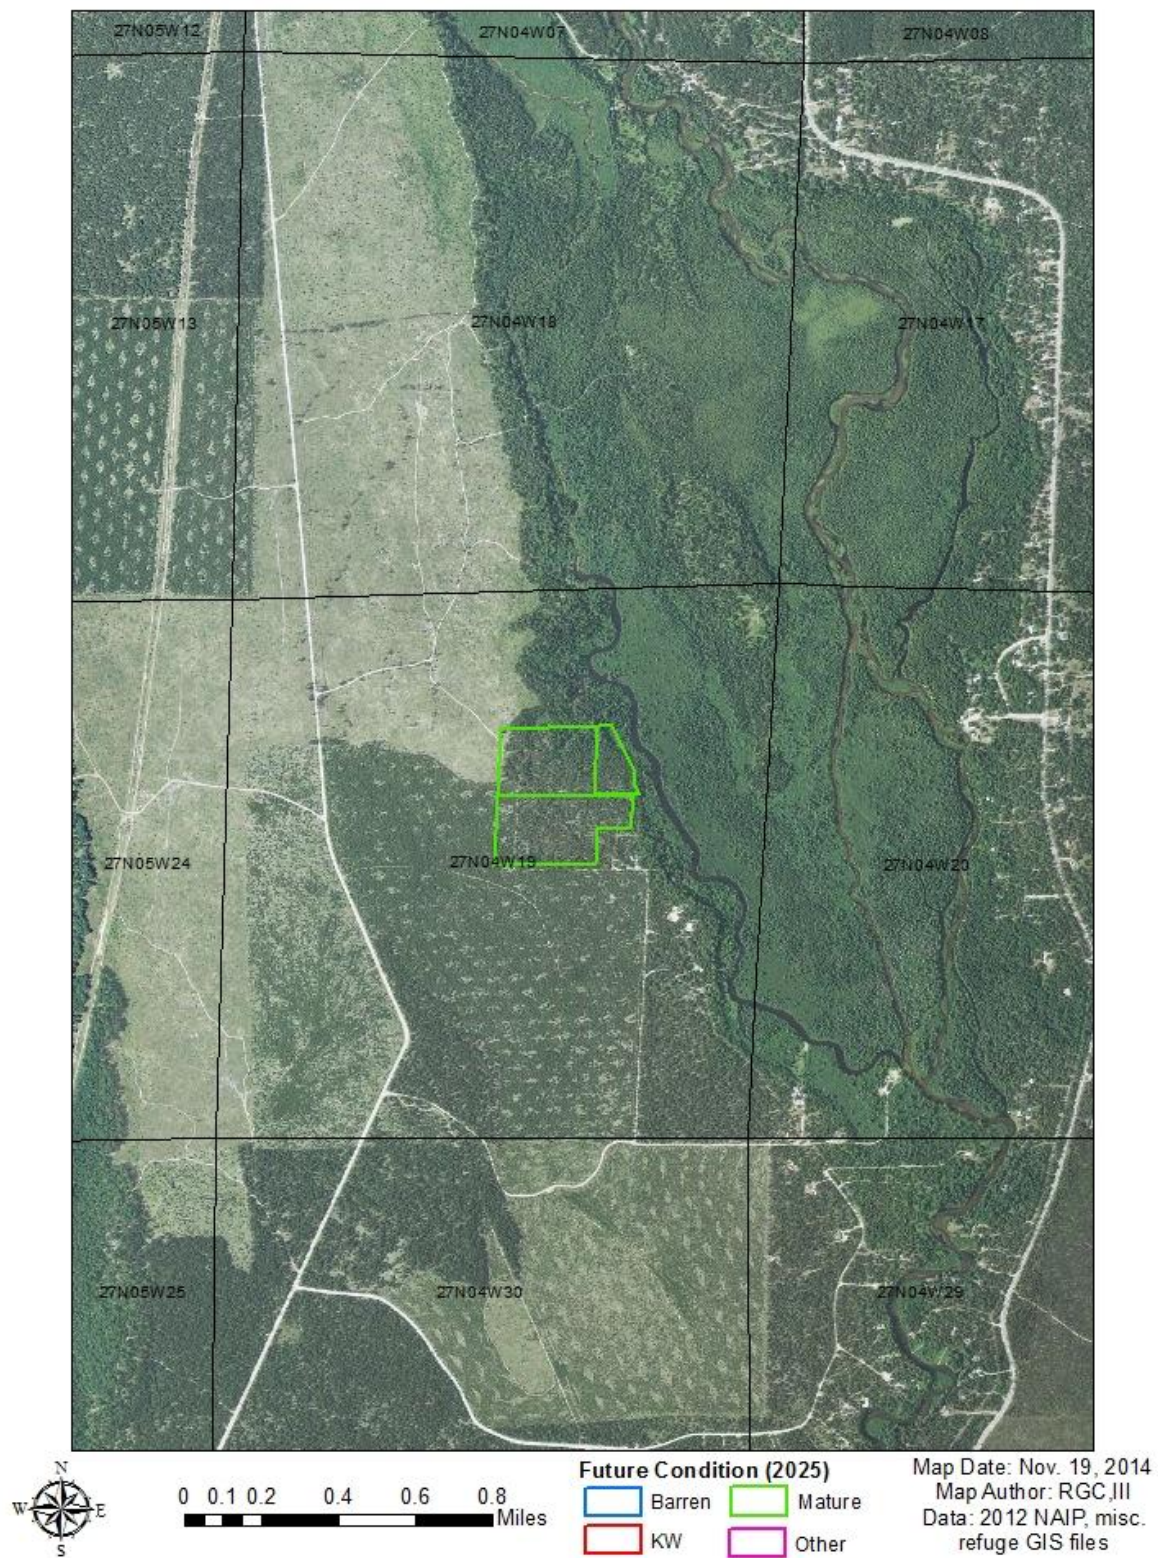 27N05W12 27N04W07 27N04W08
27N05W13 27N04W18 27N04W17
27N05W24 27N04W19 27N04W20
27N05W25 27N04W30 27N04W29
N
W E
S
0 0.1 0.2 0.4 0.6 0.8
Miles
Future Condition (2025)
Barren Mature
KW Other
Map Date: Nov. 19, 2014
Map Author: RGC,III
Data: 2012 NAIP, misc.
refuge GIS files